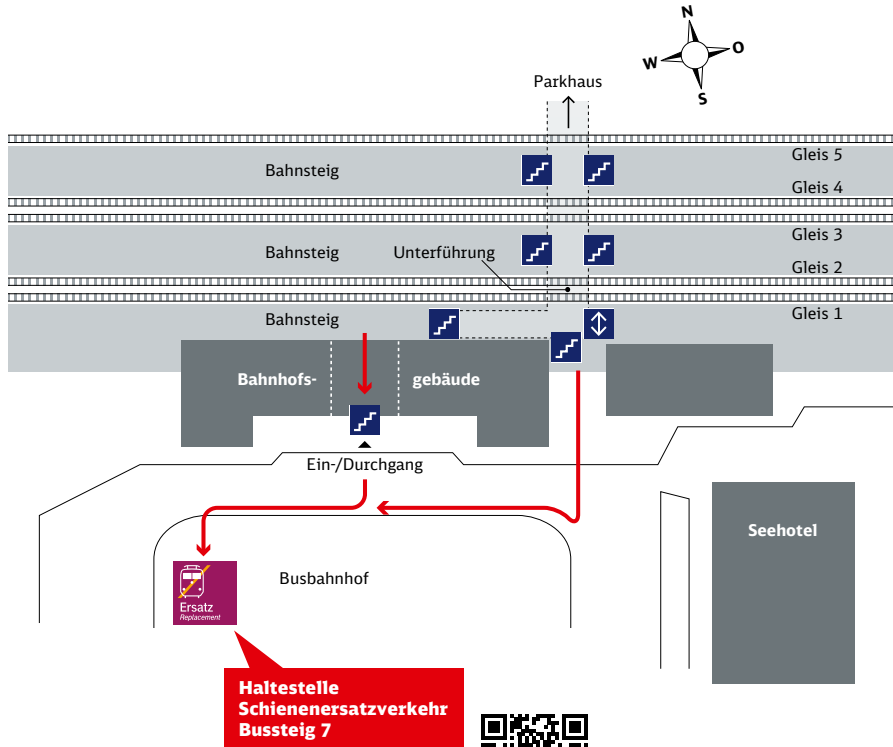 N
W
O
S
Parkhaus
Gleis 5
Bahnsteig
Gleis 4
Gleis 3
Bahnsteig
Unterführung
Gleis 2
Gleis 1
Bahnsteig
Bahnhofs-
gebäude
Ein-/Durchgang
Seehotel
Busbahnhof
Ersatz
Replacement
Haltestelle
Schienenersatzverkehr
Bussteig 7